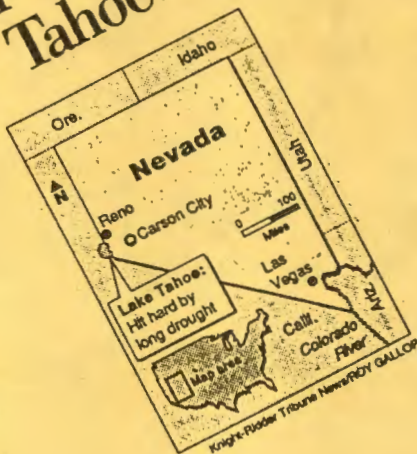 Tahoe
Ore.
Idaho
N
Nevada
Utah
Reno
Carson City
0 100
Miles
Lake Tahoe:
Hit hard by
long drought
Las
Vegas
Ariz.
Calif.
Colorado
River
Map area
Knight-Ridder Tribune News/ROY GALLOP